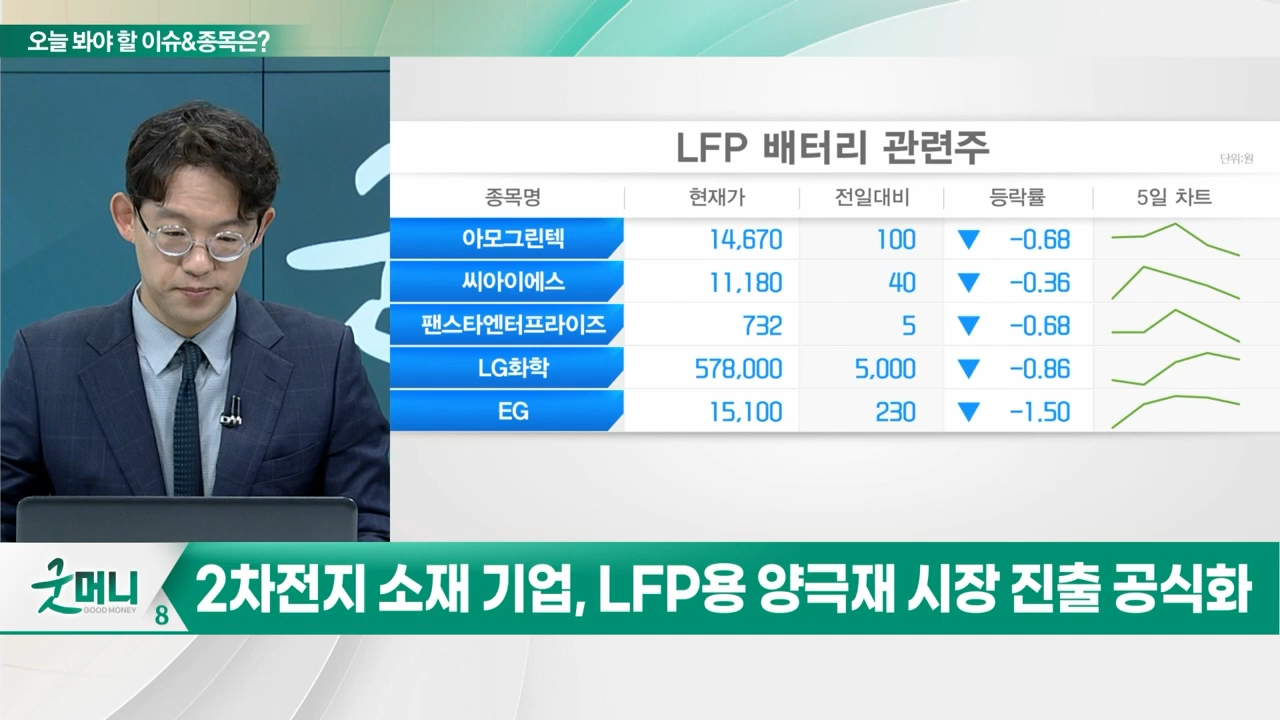 오늘 봐야 할 이슈&종목은?
LFP 배터리 관련주
단위:원
종목명 현재가 전일대비 등락률 5일 차트
아모그린텍 14,670 100 ▼ -0.68
씨아이에스 11,180 40 ▼ -0.36
팬스타엔터프라이즈 732 5 ▼ -0.68
LG화학 578,000 5,000 ▼ -0.86
EG 15,100 230 ▼ -1.50
굿머니
GOOD MONEY
8
2차전지 소재 기업, LFP용 양극재 시장 진출 공식화